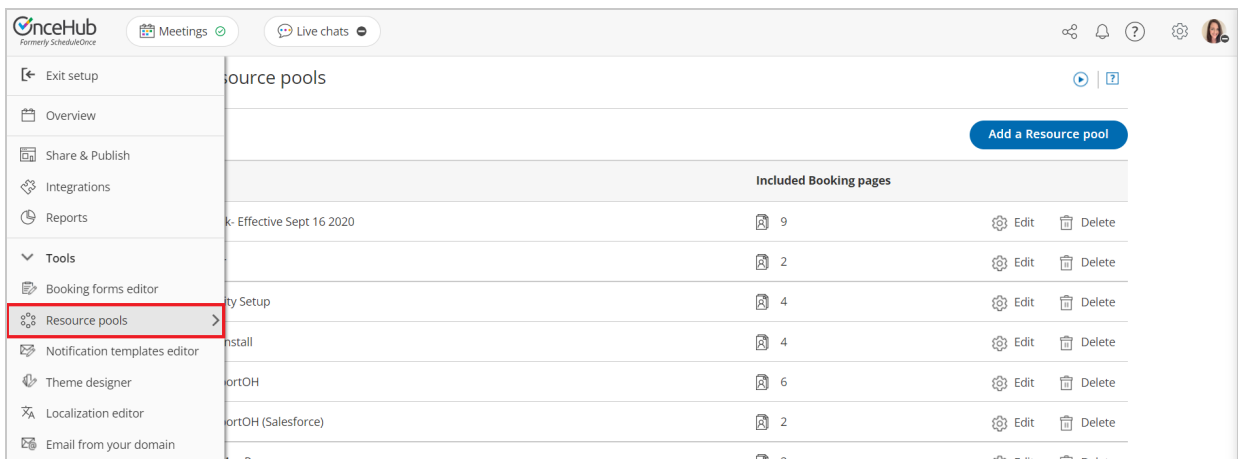 OnceHub
Formerly ScheduleOnce
Meetings
Live chats
?
Exit setup
source pools
?
Overview
Add a Resource pool
Share & Publish
Integrations
Included Booking pages
Reports
k- Effective Sept 16 2020 9 Edit Delete
Tools
2 Edit Delete
Booking forms editor
ity Setup 4 Edit Delete
Resource pools
nstall 4 Edit Delete
Notification templates editor
Theme designer
ortOH 6 Edit Delete
Localization editor
ortOH (Salesforce) 2 Edit Delete
Email from your domain